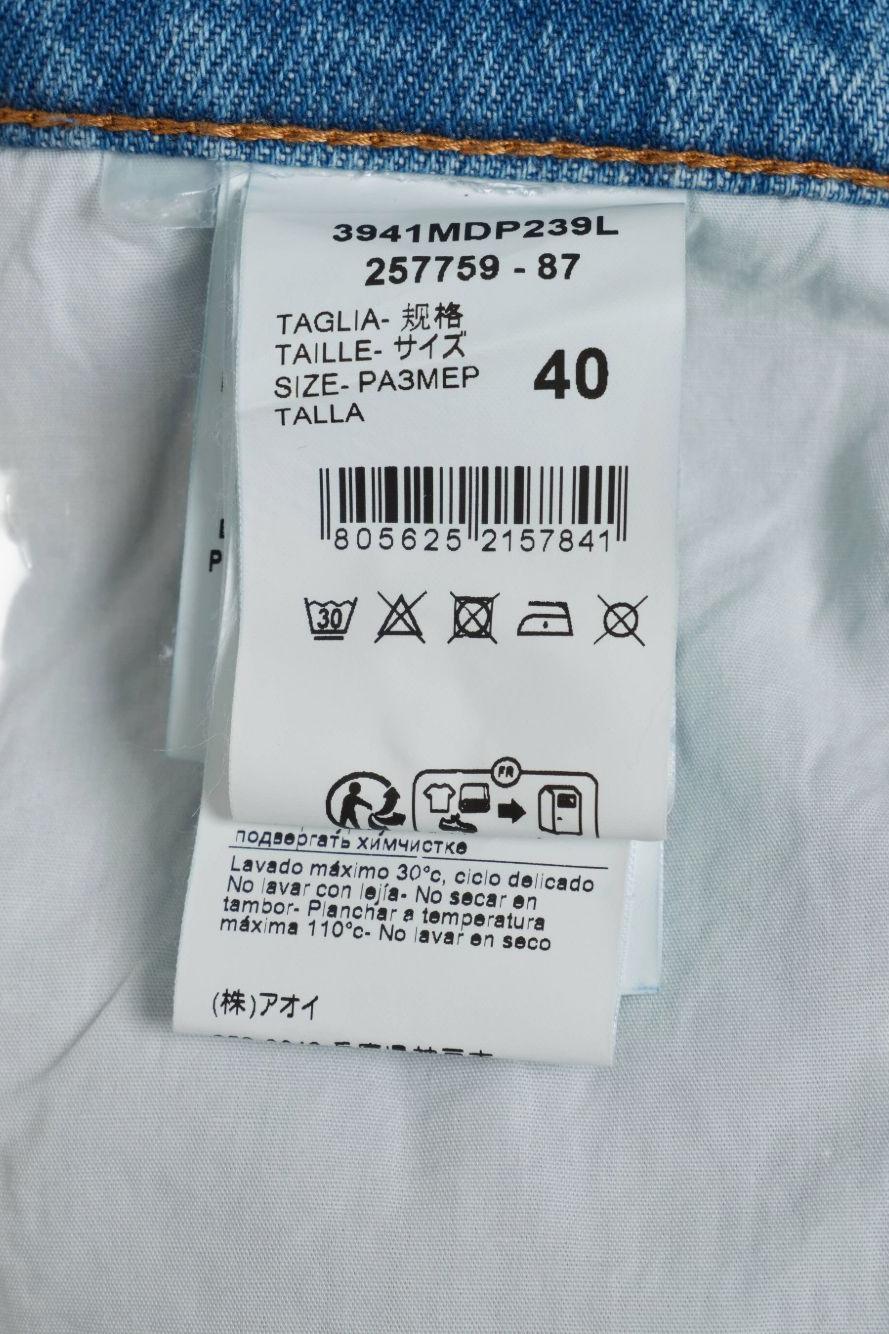 3941MDP239L
257759 - 87
TAGLIA- 规格
TAILLE- サイズ
SIZE- РАЗМЕР
TALLA
40
805625 2157841
P
30
FR
подвергать химчистке
Lavado máximo 30°c, ciclo delicado
No lavar con lejía- No secar en
tambor- Planchar a temperatura
máxima 110°c- No lavar en seco
(株)アオイ